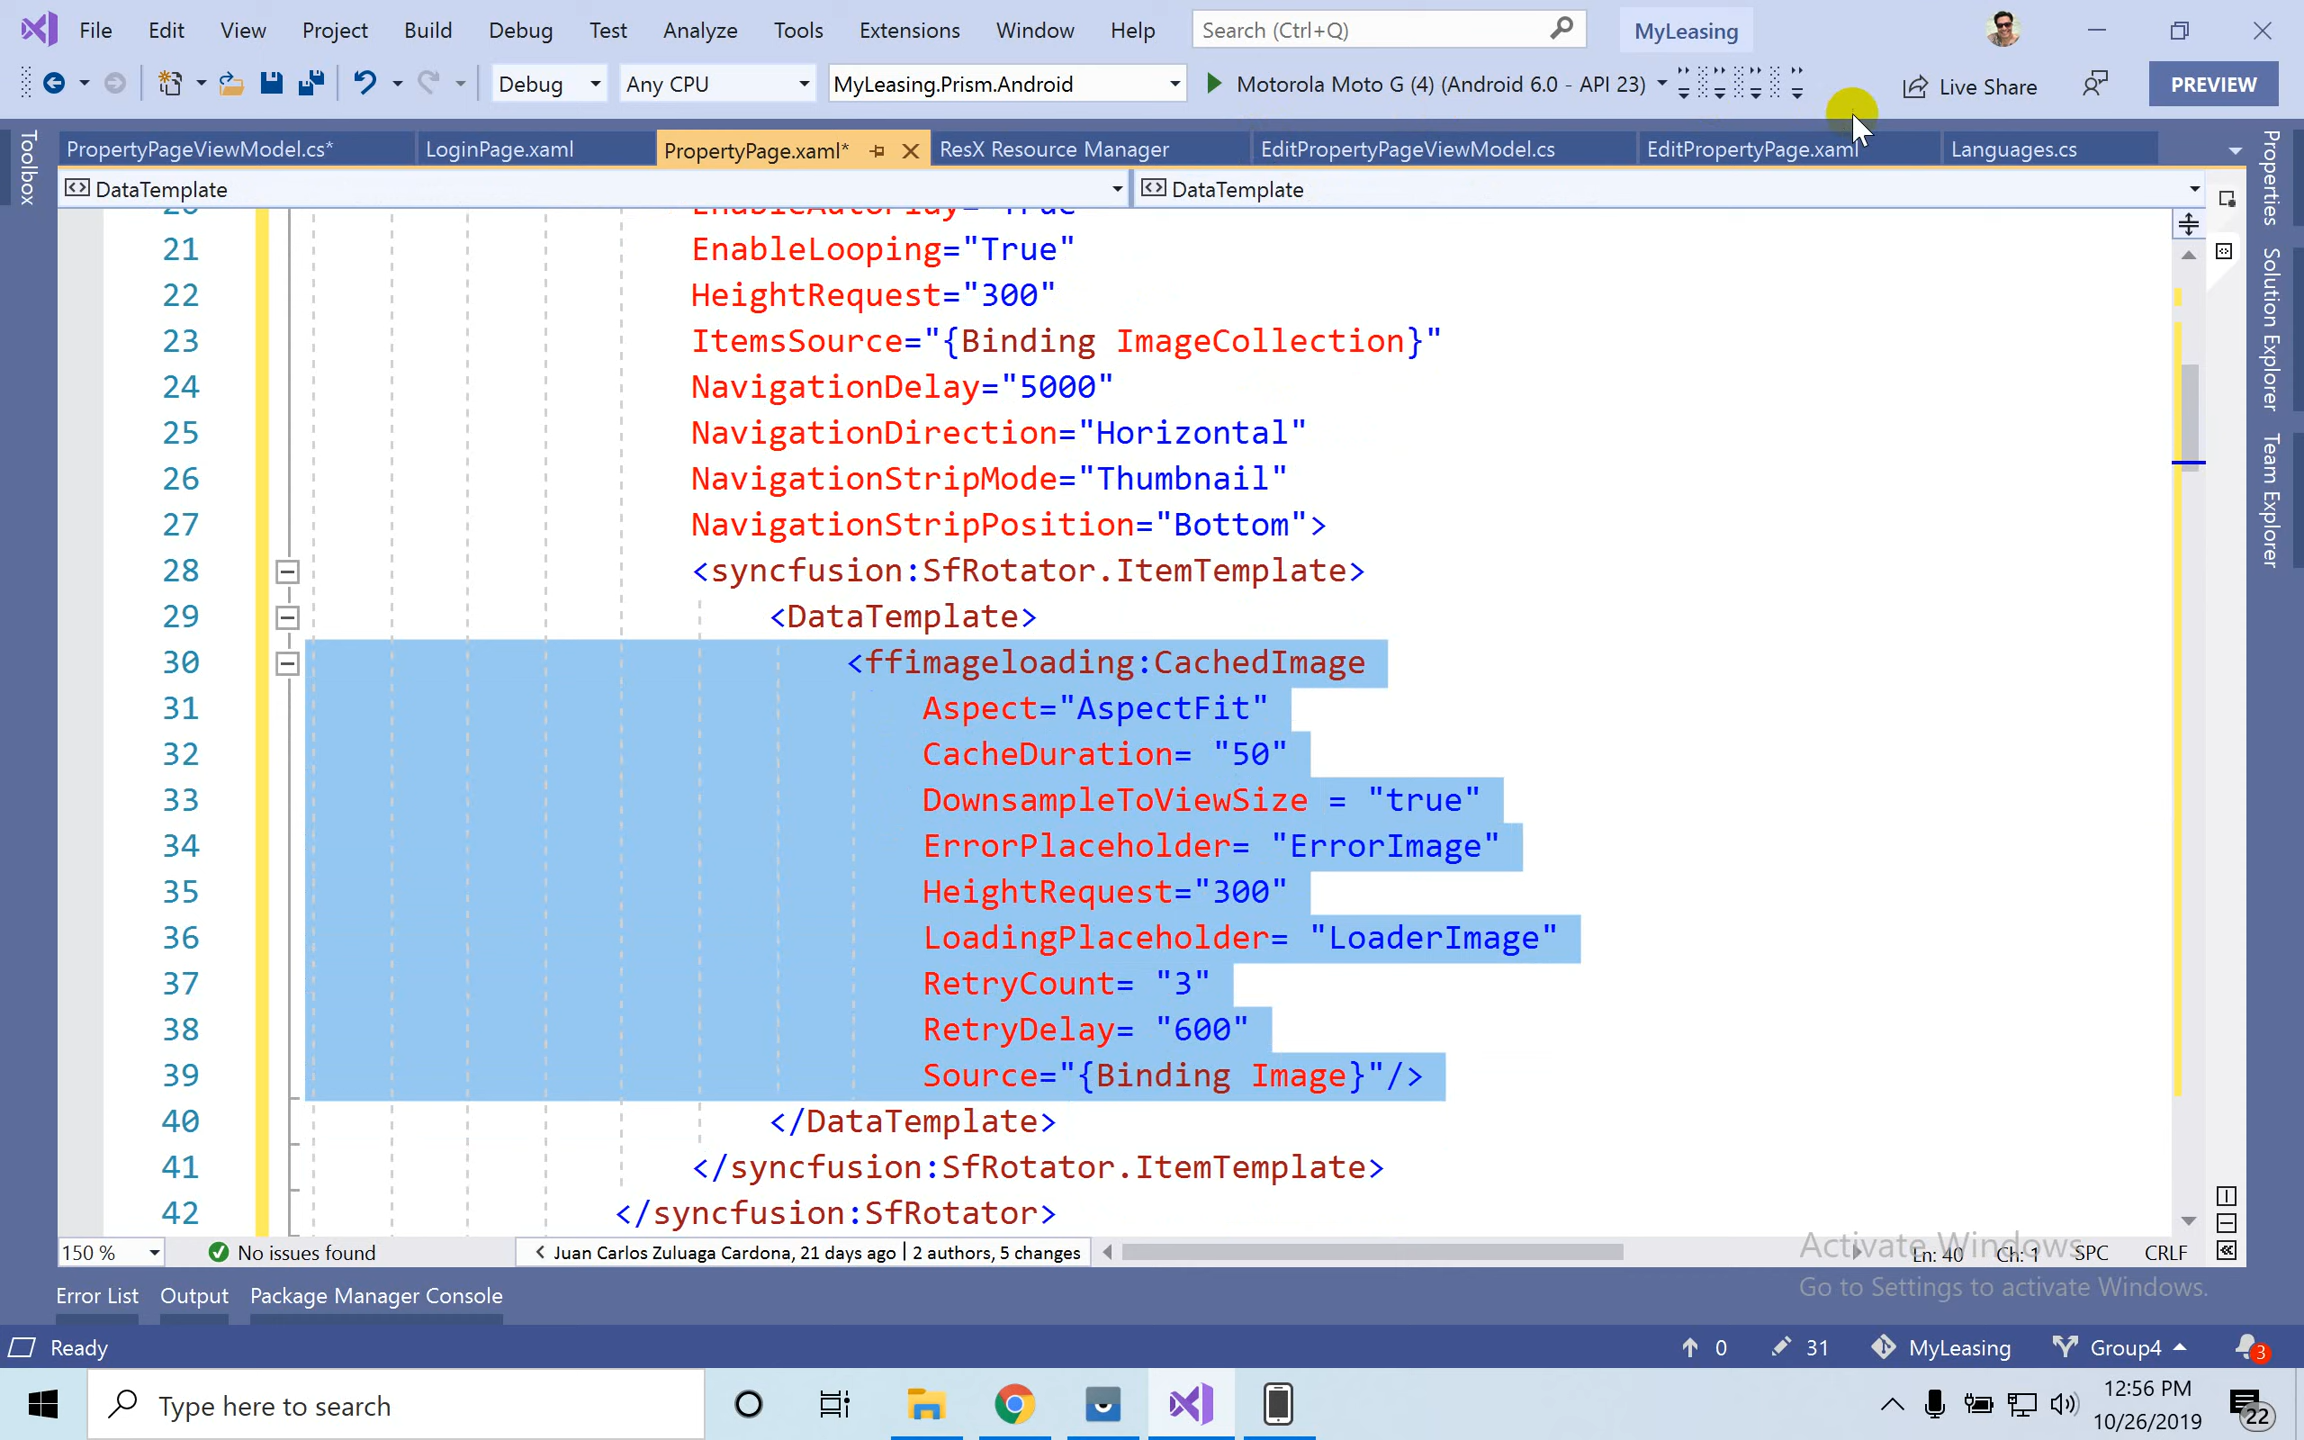 File Edit View Project Build Debug Test Analyze Tools Extensions Window Help Search (Ctrl+Q) MyLeasing
Debug Any CPU MyLeasing.Prism.Android Motorola Moto G (4) (Android 6.0 - API 23) Live Share PREVIEW
Toolbox
PropertyPageViewModel.cs* LoginPage.xaml PropertyPage.xaml* ResX Resource Manager EditPropertyPageViewModel.cs EditPropertyPage.xaml Languages.cs
DataTemplate DataTemplate
Properties
Solution Explorer
Team Explorer
20 EnableAutoPlay="True"
21 EnableLooping="True"
22 HeightRequest="300"
23 ItemsSource="{Binding ImageCollection}"
24 NavigationDelay="5000"
25 NavigationDirection="Horizontal"
26 NavigationStripMode="Thumbnail"
27 NavigationStripPosition="Bottom">
28 <syncfusion:SfRotator.ItemTemplate>
29 <DataTemplate>
30 <ffimageloading:CachedImage
31 Aspect="AspectFit"
32 CacheDuration= "50"
33 DownsampleToViewSize = "true"
34 ErrorPlaceholder= "ErrorImage"
35 HeightRequest="300"
36 LoadingPlaceholder= "LoaderImage"
37 RetryCount= "3"
38 RetryDelay= "600"
39 Source="{Binding Image}"/>
40 </DataTemplate>
41 </syncfusion:SfRotator.ItemTemplate>
42 </syncfusion:SfRotator>
150 % No issues found Juan Carlos Zuluaga Cardona, 21 days ago | 2 authors, 5 changes Ln: 40 Ch: 1 SPC CRLF
Activate Windows
Go to Settings to activate Windows.
Error List Output Package Manager Console
Ready 0 31 MyLeasing Group4 3
Type here to search 12:56 PM
10/26/2019 22